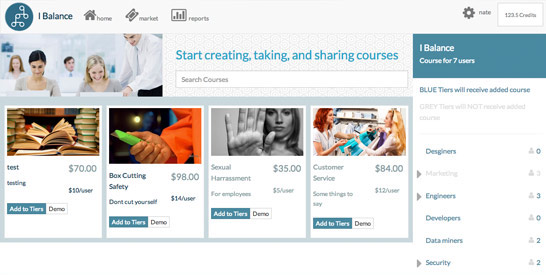 I Balance
home
market
reports
nate
123.5 Credits
Start creating, taking, and sharing courses
Search Courses
I Balance
Course for 7 users
BLUE Tiers will receive added course
GREY Tiers will NOT receive added
course
test
$70.00
testing
$10/user
Add to Tiers Demo
Box Cutting
Safety
$98.00
Dont cut yourself
$14/user
Add to Tiers Demo
Sexual
Harrassment
$35.00
For employees
$5/user
Add to Tiers Demo
Customer
Service
$84.00
Some things to
say
$12/user
Add to Tiers Demo
Desginers 0
Marketing 3
Engineers 3
Developers 0
Data miners 2
Security 2